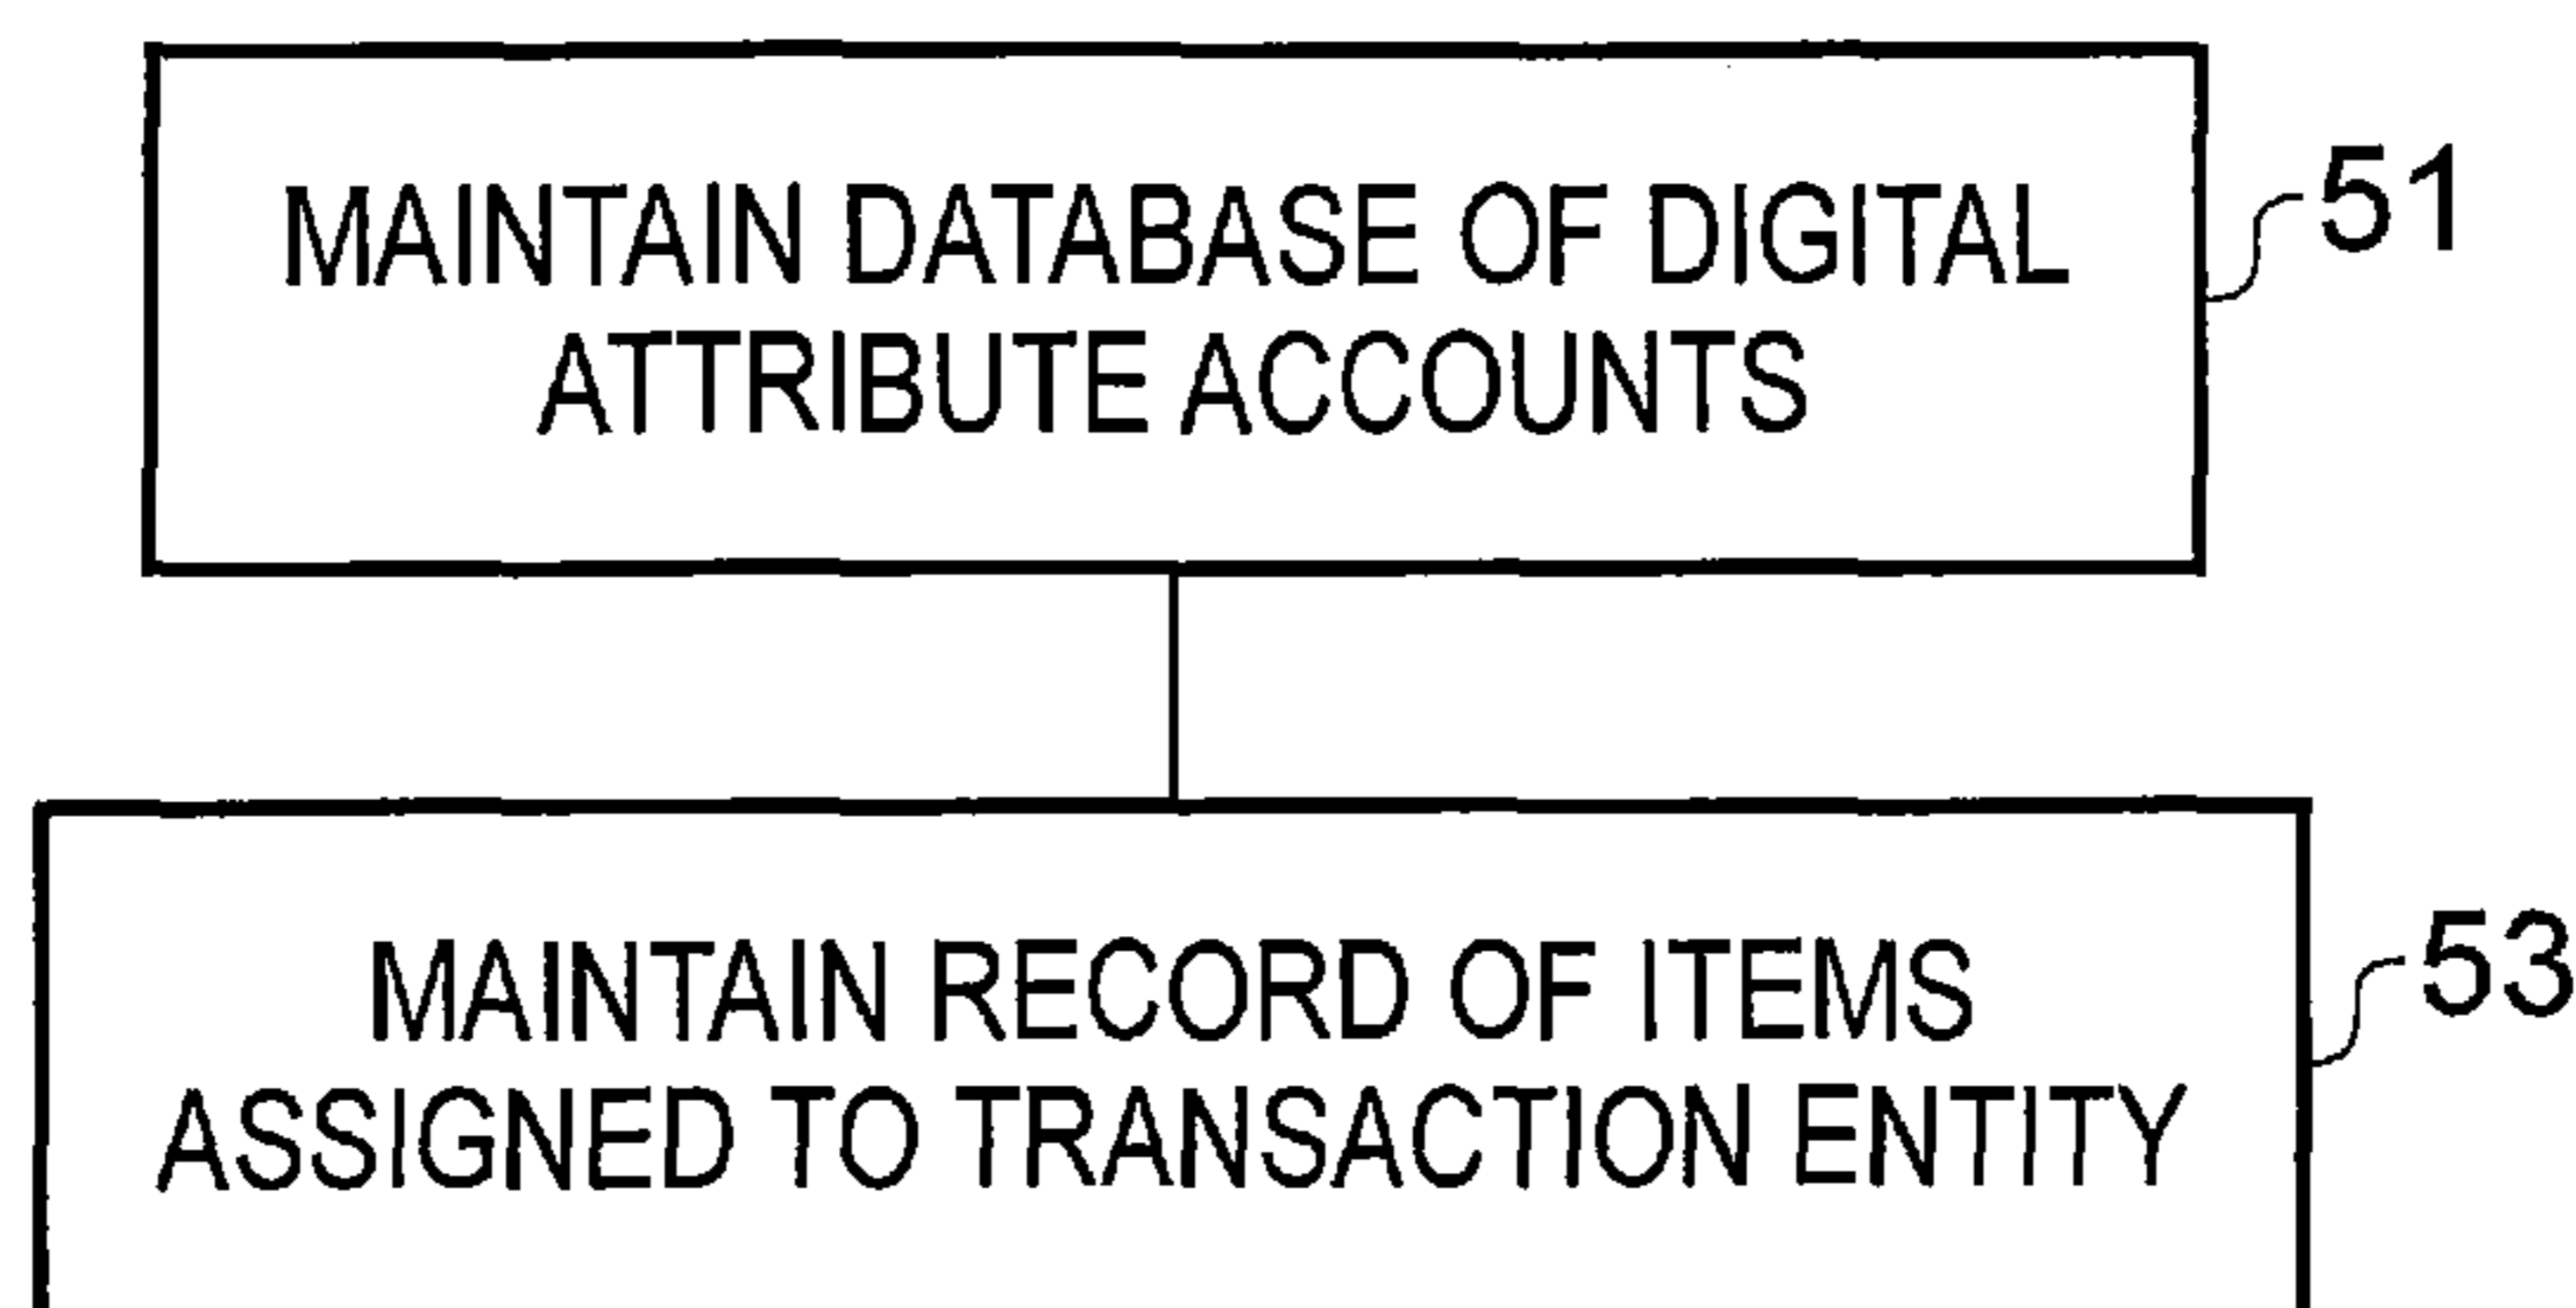 MAINTAIN DATABASE OF DIGITAL
ATTRIBUTE ACCOUNTS
51
MAINTAIN RECORD OF ITEMS
ASSIGNED TO TRANSACTION ENTITY
53